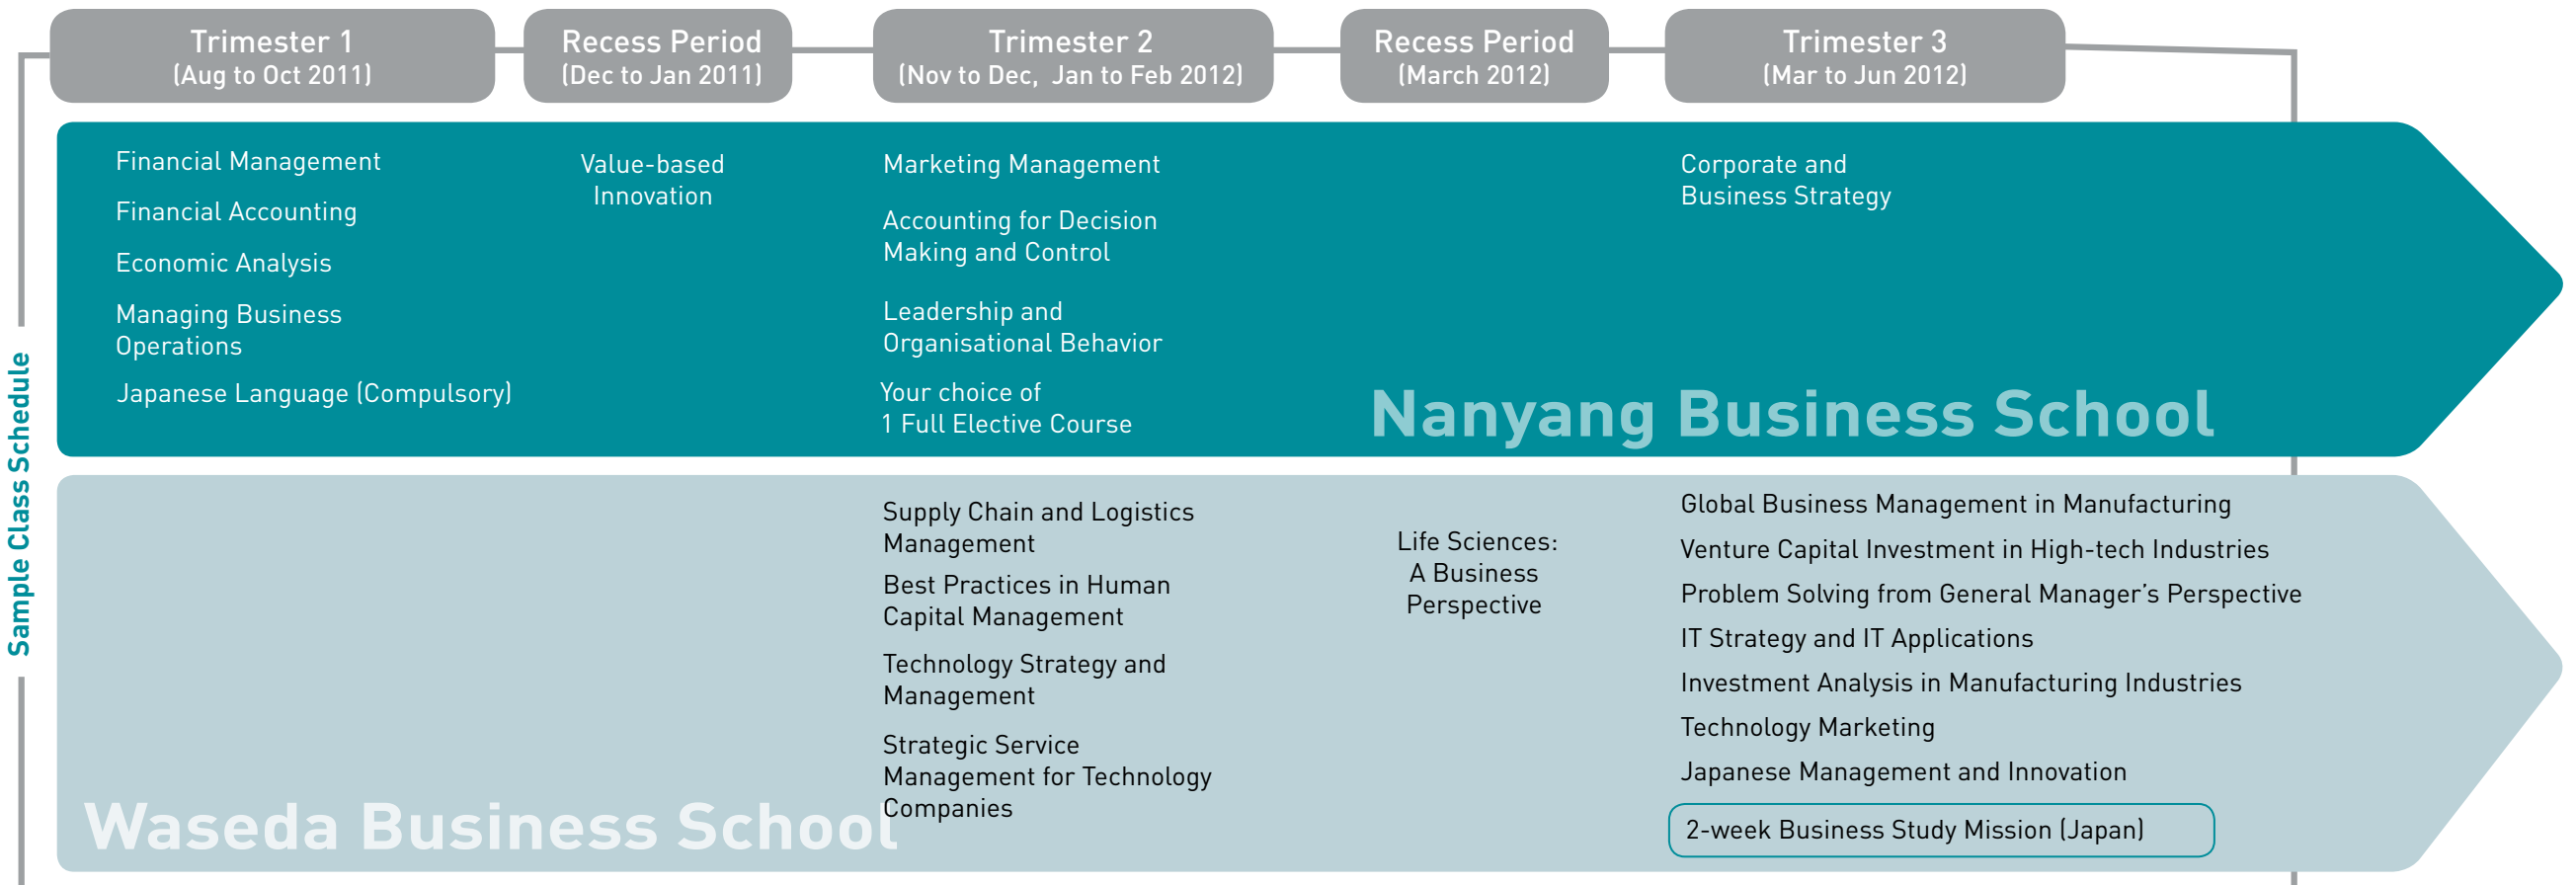 Trimester 1
(Aug to Oct 2011)
Recess Period
(Dec to Jan 2011)
Trimester 2
(Nov to Dec,  Jan to Feb 2012)
Recess Period
(March 2012)
Trimester 3
(Mar to Jun 2012)
Sample Class Schedule
Financial Management
Financial Accounting
Economic Analysis
Managing Business
Operations
Japanese Language (Compulsory)
Value-based
Innovation
Marketing Management
Accounting for Decision
Making and Control
Leadership and
Organisational Behavior
Your choice of
1 Full Elective Course
Corporate and
Business Strategy
Nanyang Business School
Supply Chain and Logistics
Management
Best Practices in Human
Capital Management
Technology Strategy and
Management
Strategic Service
Management for Technology
Companies
Life Sciences:
A Business
Perspective
Global Business Management in Manufacturing
Venture Capital Investment in High-tech Industries
Problem Solving from General Manager’s Perspective
IT Strategy and IT Applications
Investment Analysis in Manufacturing Industries
Technology Marketing
Japanese Management and Innovation
2-week Business Study Mission (Japan)
Waseda Business School